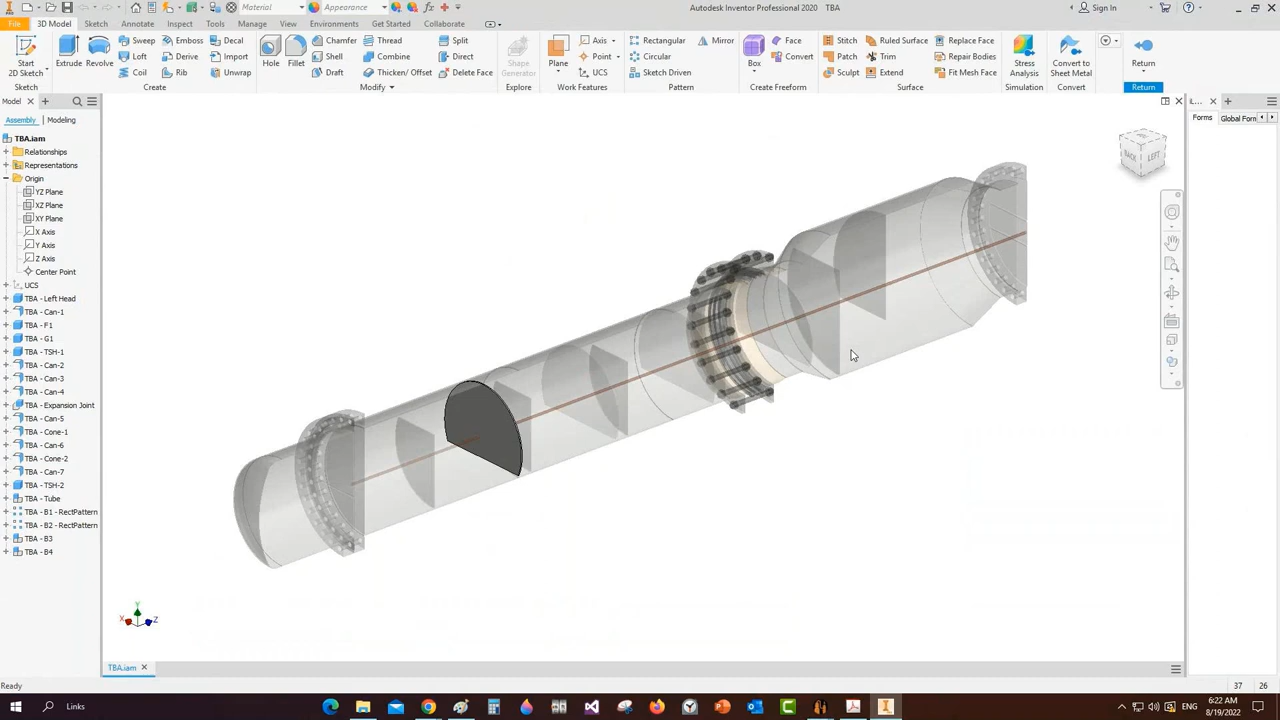 Material
Appearance
Autodesk Inventor Professional 2020 TBA
Sign In
File
3D Model
Sketch
Annotate
Inspect
Tools
Manage
View
Environments
Get Started
Collaborate
Start
2D Sketch
Extrude
Revolve
Sweep
Loft
Coil
Emboss
Derive
Rib
Decal
Import
Unwrap
Hole
Fillet
Chamfer
Shell
Draft
Thread
Combine
Thicken/ Offset
Split
Direct
Delete Face
Shape
Generator
Plane
Axis
Point
UCS
Rectangular
Circular
Sketch Driven
Mirror
Box
Face
Convert
Stitch
Patch
Sculpt
Ruled Surface
Trim
Extend
Replace Face
Repair Bodies
Fit Mesh Face
Stress
Analysis
Convert to
Sheet Metal
Return
Sketch
Create
Modify
Explore
Work Features
Pattern
Create Freeform
Surface
Simulation
Convert
Return
Model
Assembly
Modeling
TBA.iam
Relationships
Representations
Origin
YZ Plane
XZ Plane
XY Plane
X Axis
Y Axis
Z Axis
Center Point
UCS
TBA - Left Head
TBA - Can-1
TBA - F1
TBA - G1
TBA - TSH-1
TBA - Can-2
TBA - Can-3
TBA - Can-4
TBA - Expansion Joint
TBA - Can-5
TBA - Cone-1
TBA - Can-6
TBA - Cone-2
TBA - Can-7
TBA - TSH-2
TBA - Tube
TBA - B1 - RectPattern
TBA - B2 - RectPattern
TBA - B3
TBA - B4
BACK
LEFT
iL...
Forms
Global Forn
Y
X
Z
TBA.iam
Ready
37
26
Links
6:22 AM
8/19/2022